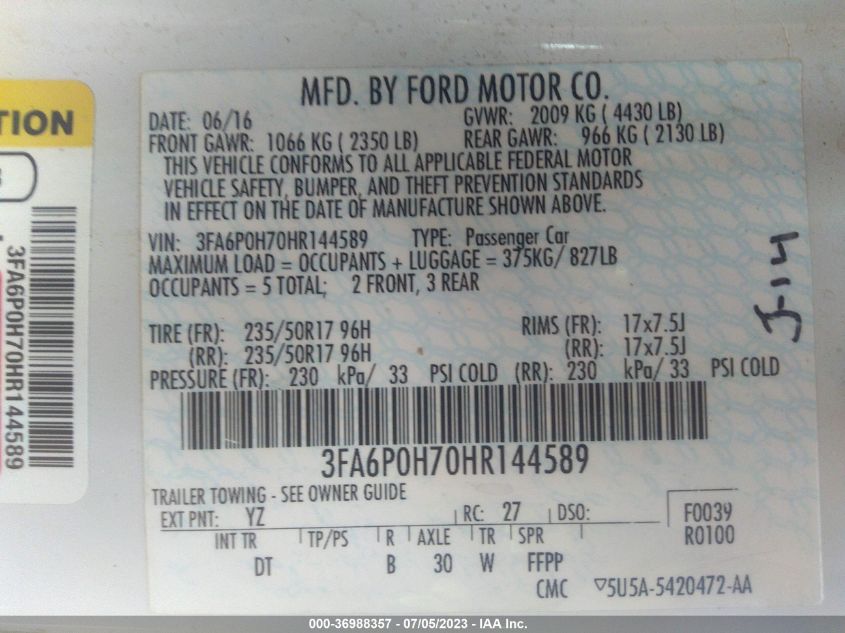 MFD. BY FORD MOTOR CO.
DATE: 06/16 GVWR: 2009 KG ( 4430 LB)
FRONT GAWR: 1066 KG ( 2350 LB) REAR GAWR: 966 KG ( 2130 LB)
THIS VEHICLE CONFORMS TO ALL APPLICABLE FEDERAL MOTOR
VEHICLE SAFETY, BUMPER, AND THEFT PREVENTION STANDARDS
IN EFFECT ON THE DATE OF MANUFACTURE SHOWN ABOVE.
VIN: 3FA6P0H70HR144589 TYPE: Passenger Car
MAXIMUM LOAD = OCCUPANTS + LUGGAGE = 375KG/ 827LB
OCCUPANTS = 5 TOTAL; 2 FRONT, 3 REAR
TIRE (FR): 235/50R17 96H RIMS (FR): 17x7.5J
(RR): 235/50R17 96H (RR): 17x7.5J
PRESSURE (FR): 230 kPa/ 33 PSI COLD (RR): 230 kPa/ 33 PSI COLD
3FA6P0H70HR144589
TRAILER TOWING - SEE OWNER GUIDE
EXT PNT: YZ RC: 27 DSO: F0039
INT TR TP/PS R AXLE TR SPR R0100
DT B 30 W FFPP
CMC ▽5U5A-5420472-AA
J-14
TION
3FA6P0H70HR144589
000-36988357 - 07/05/2023 - IAA Inc.